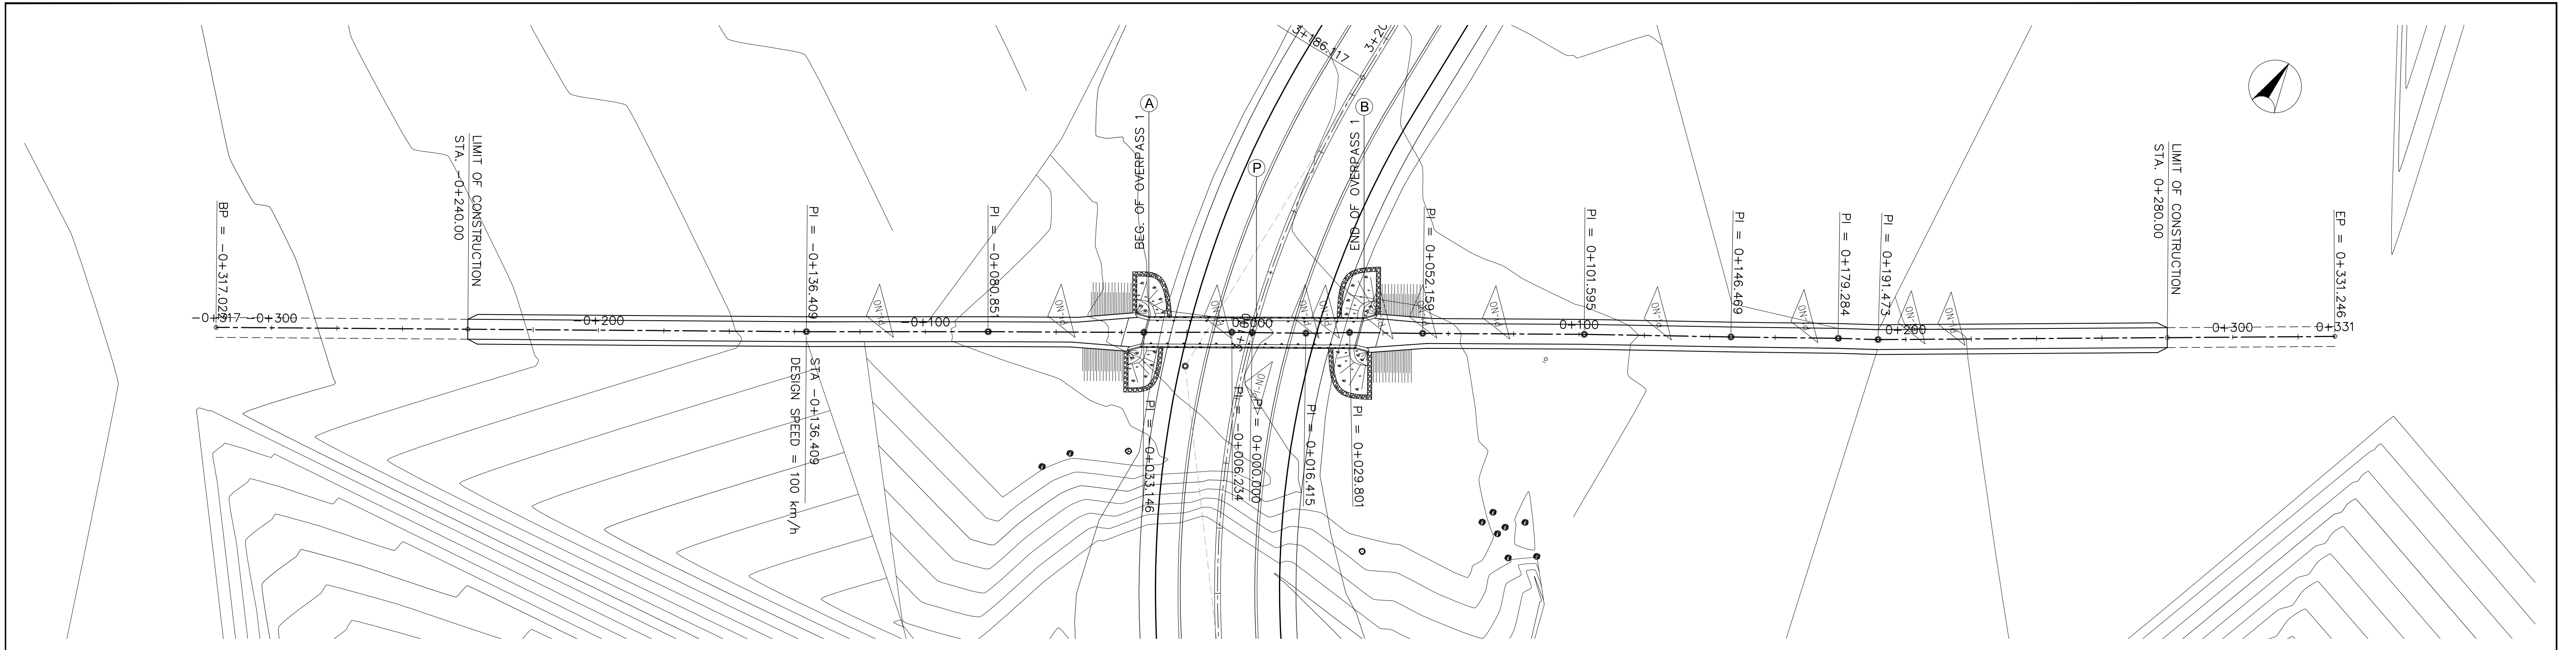 3+186.117
A
B
P
BEG. OF OVERPASS 1
END OF OVERPASS 1
LIMIT OF CONSTRUCTION
STA. -0+240.00
LIMIT OF CONSTRUCTION
STA. 0+280.00
PI = -0+136.409
PI = -0+080.851
PI = 0+052.159
PI = 0+101.595
PI = 0+146.469
PI = 0+179.284
PI = 0+191.473
EP = 0+331.246
-0+300
-0+200
-0+100
0+000
0+100
0+200
0+300
0+331
STA -0+136.409
DESIGN SPEED = 100 km/h
PI = -0+033.146
PI = -0+006.234
PI = 0+000.000
PI = 0+016.415
PI = 0+029.801